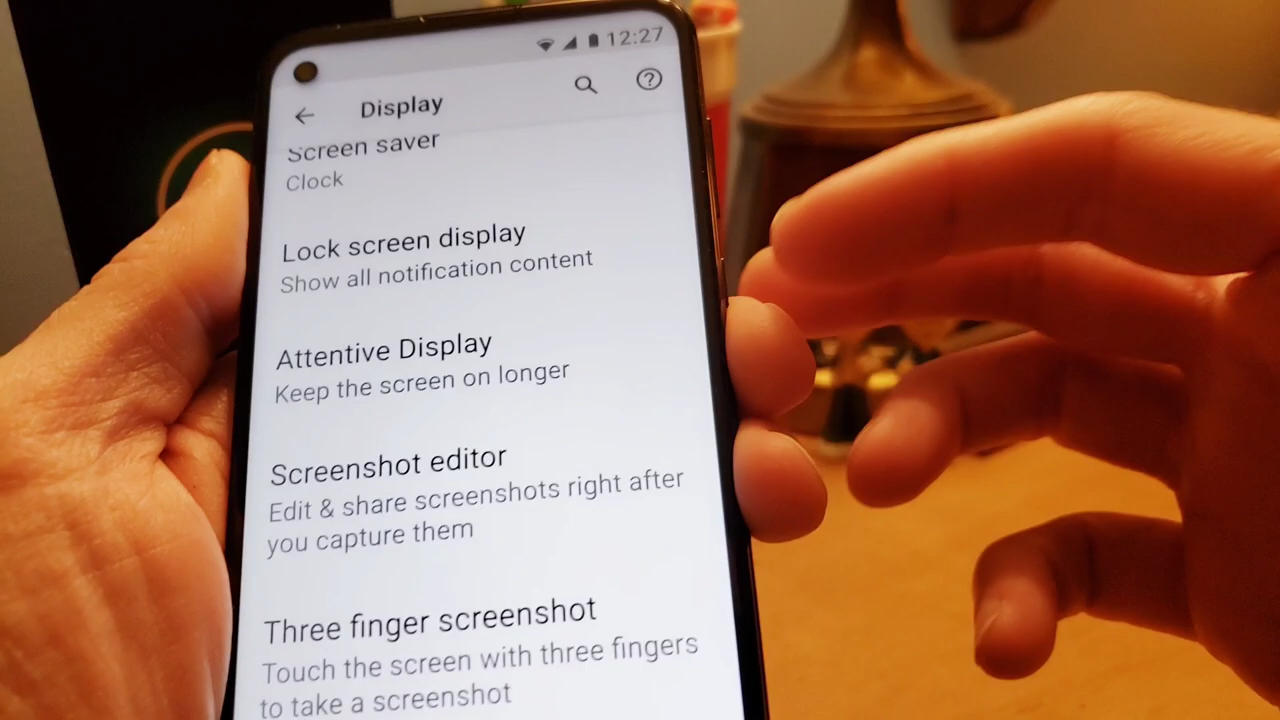 12:27
Display
Screen saver
Clock
Lock screen display
Show all notification content
Attentive Display
Keep the screen on longer
Screenshot editor
Edit & share screenshots right after
you capture them
Three finger screenshot
Touch the screen with three fingers
to take a screenshot